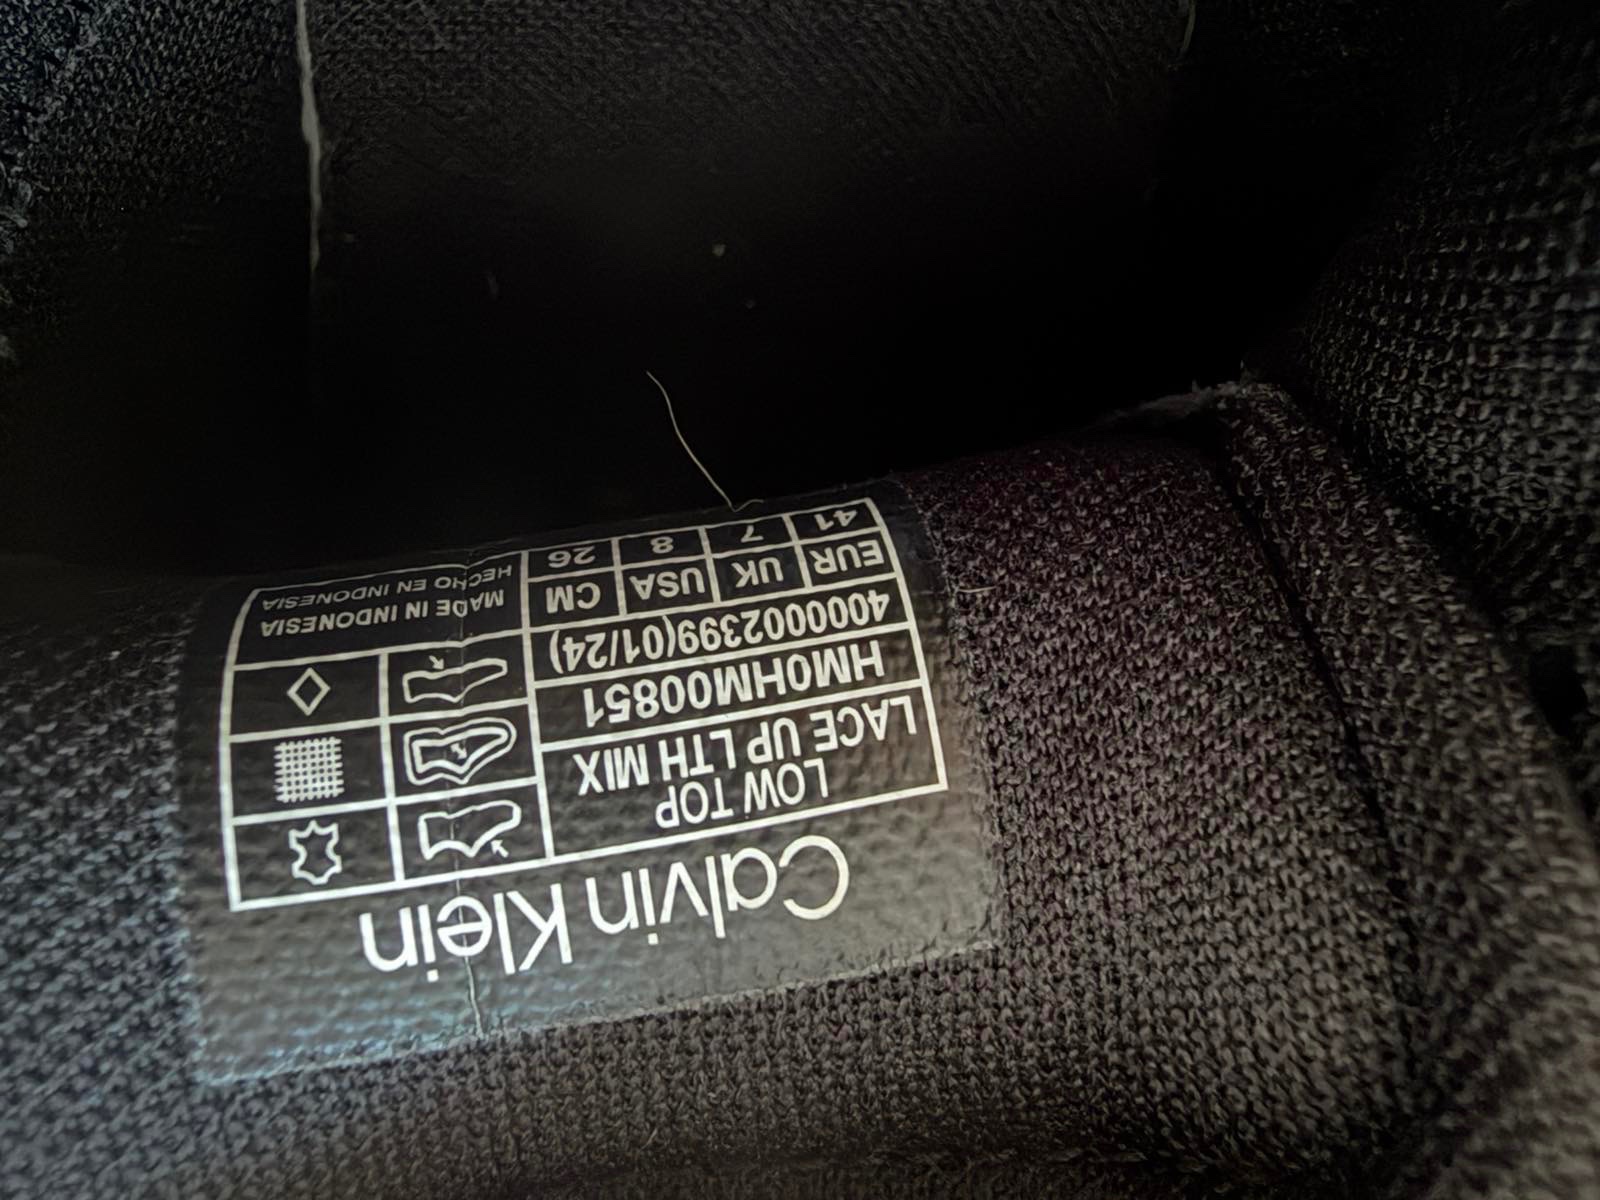 Calvin Klein
LOW TOP
LACE UP LTH MIX
HM0HM00851
4000002399(01/24)
EUR UK USA CM
41 7 8 26
MADE IN INDONESIA
HECHO EN INDONESIA